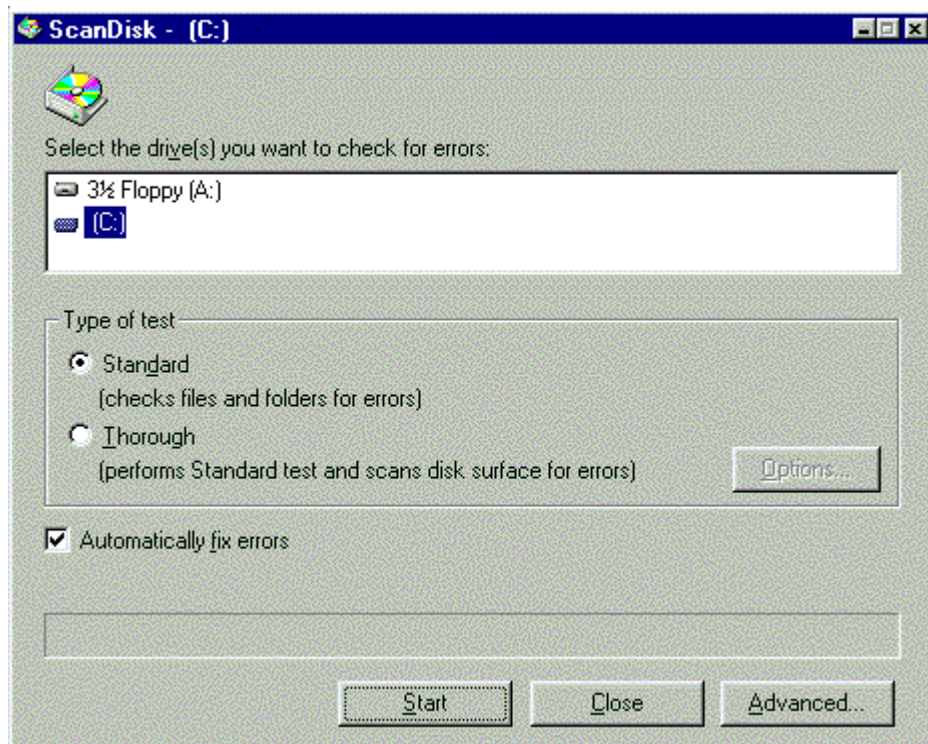 ScanDisk - (C:)
Select the drive(s) you want to check for errors:
3½ Floppy (A:)
(C:)
Type of test
Standard
(checks files and folders for errors)
Thorough
(performs Standard test and scans disk surface for errors)
Options...
Automatically fix errors
Start Close Advanced...